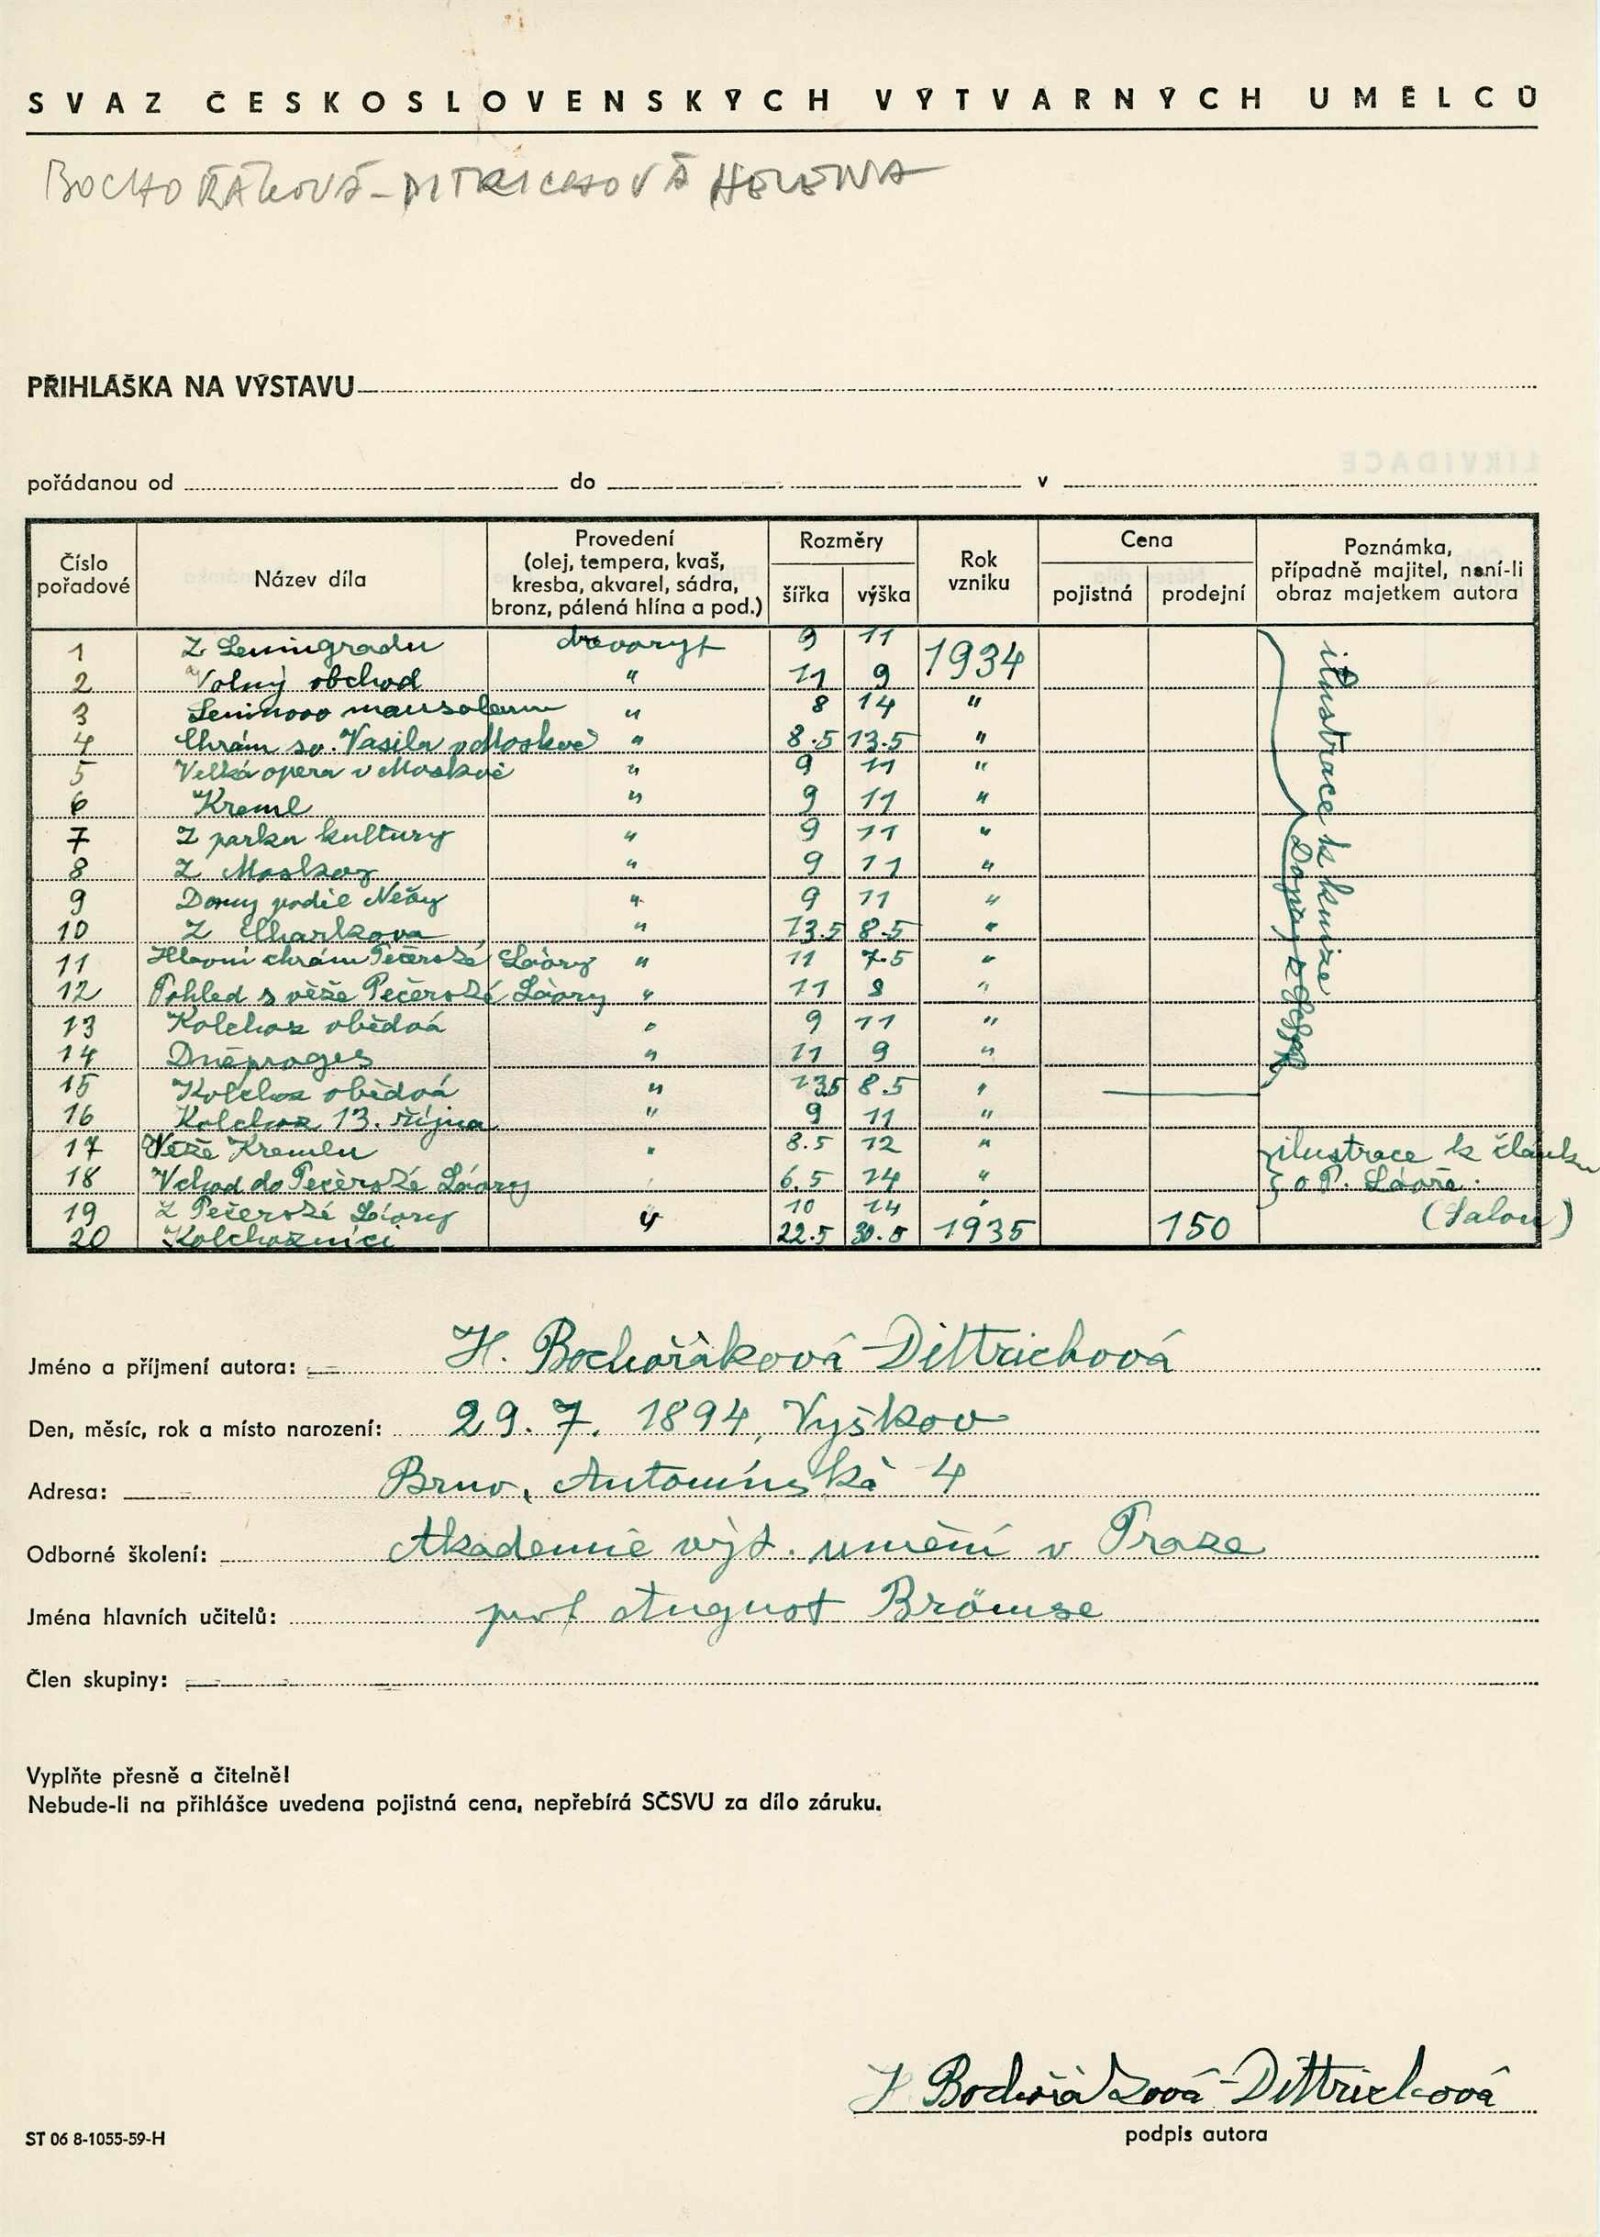 SVAZ ČESKOSLOVENSKÝCH VÝTVARNÝCH UMĚLCŮ
BOCHOŘÁKOVÁ-DITRICHOVÁ HELENA
PŘIHLÁŠKA NA VÝSTAVU
LIKVIDACE
pořádanou od do v
Číslo pořadové Název díla Provedení (olej, tempera, kvaš, kresba, akvarel, sádra, bronz, pálená hlína a pod.) Rozměry šířka výška Rok vzniku Cena pojistná prodejní Poznámka, případně majitel, není-li obraz majetkem autora
1 Z Leningradu dřevoryt 9 11 1934
2 Volný obchod " 11 9
3 Leninovo mausoleum " 8 14 "
4 Chrám sv. Vasila v Moskvě " 8.5 13.5 "
5 Velká opera v Moskvě " 9 11 "
6 Kreml " 9 11 "
7 Z parku kultury " 9 11 "
8 Z Moskvy " 9 11 "
9 Domy podle Něvy " 9 11 "
10 Z Charkova " 13.5 8.5 "
11 Hlavní chrám Pečerské Lávry " 11 7.5 "
12 Pohled s věže Pečerské Lávry " 11 8 "
13 Kolchoz obědvá " 9 11 "
14 Dněproges " 11 9 "
15 Kolchoz obědvá " 13.5 8.5 "
16 Kolchoz 13. října " 9 11 "
17 Věže Kremlu " 8.5 12 "
18 Vchod do Pečerské Lávry 6.5 14 "
19 Z Pečerské Lávry " 10 14 "
20 Kolchozníci 22.5 30.5 1935 150
ilustrace k knize
Dopisy z SSSR
ilustrace k článku
o P. Lávře.
(Salon)
Jméno a příjmení autora: H. Bochořáková-Dittrichová
Den, měsíc, rok a místo narození: 29. 7. 1894, Vyškov
Adresa: Brno, Antonínská 4
Odborné školení: Akademie výt. umění v Praze
Jména hlavních učitelů: prof August Brömse
Člen skupiny:
Vyplňte přesně a čitelně!
Nebude-li na přihlášce uvedena pojistná cena, nepřebírá SČSVU za dílo záruku.
H Bochořáková-Dittrichová
podpis autora
ST 06 8-1055-59-H